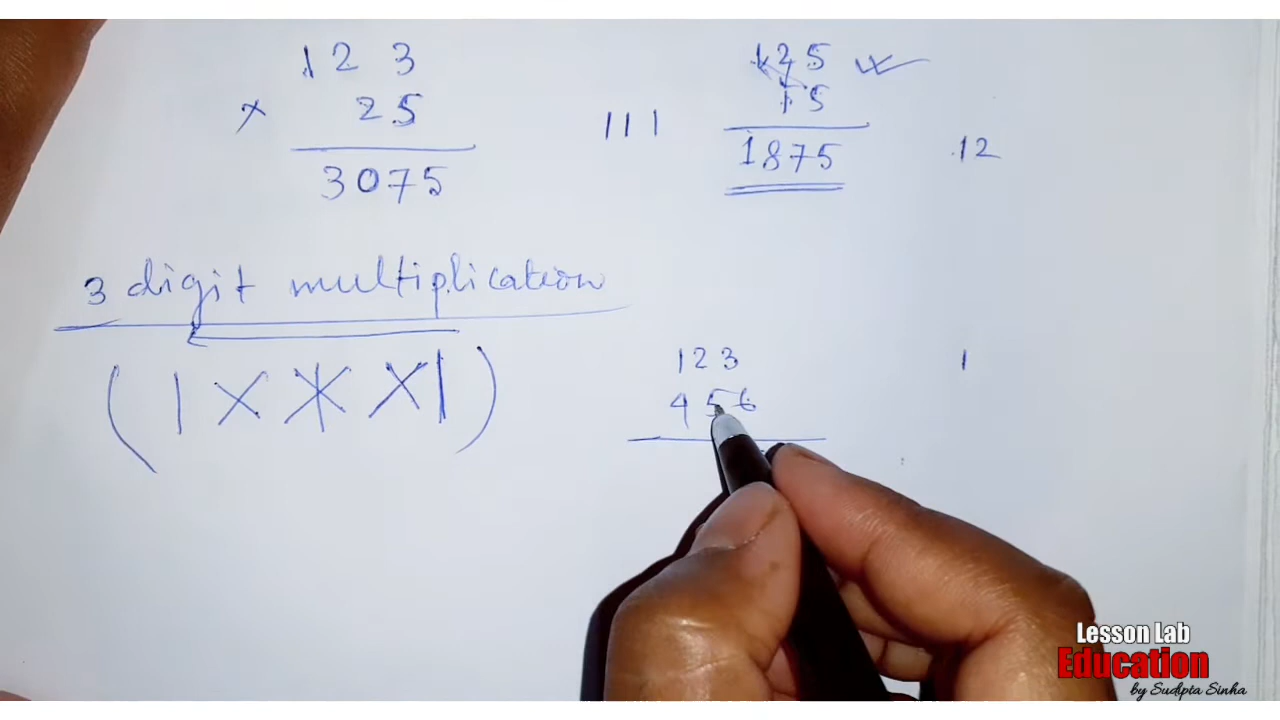 123
× 25
3075
111
125
15
1875
12
3 digit multiplication
( | × * × | )
123
456
1
Lesson Lab
Education
by Sudipta Sinha